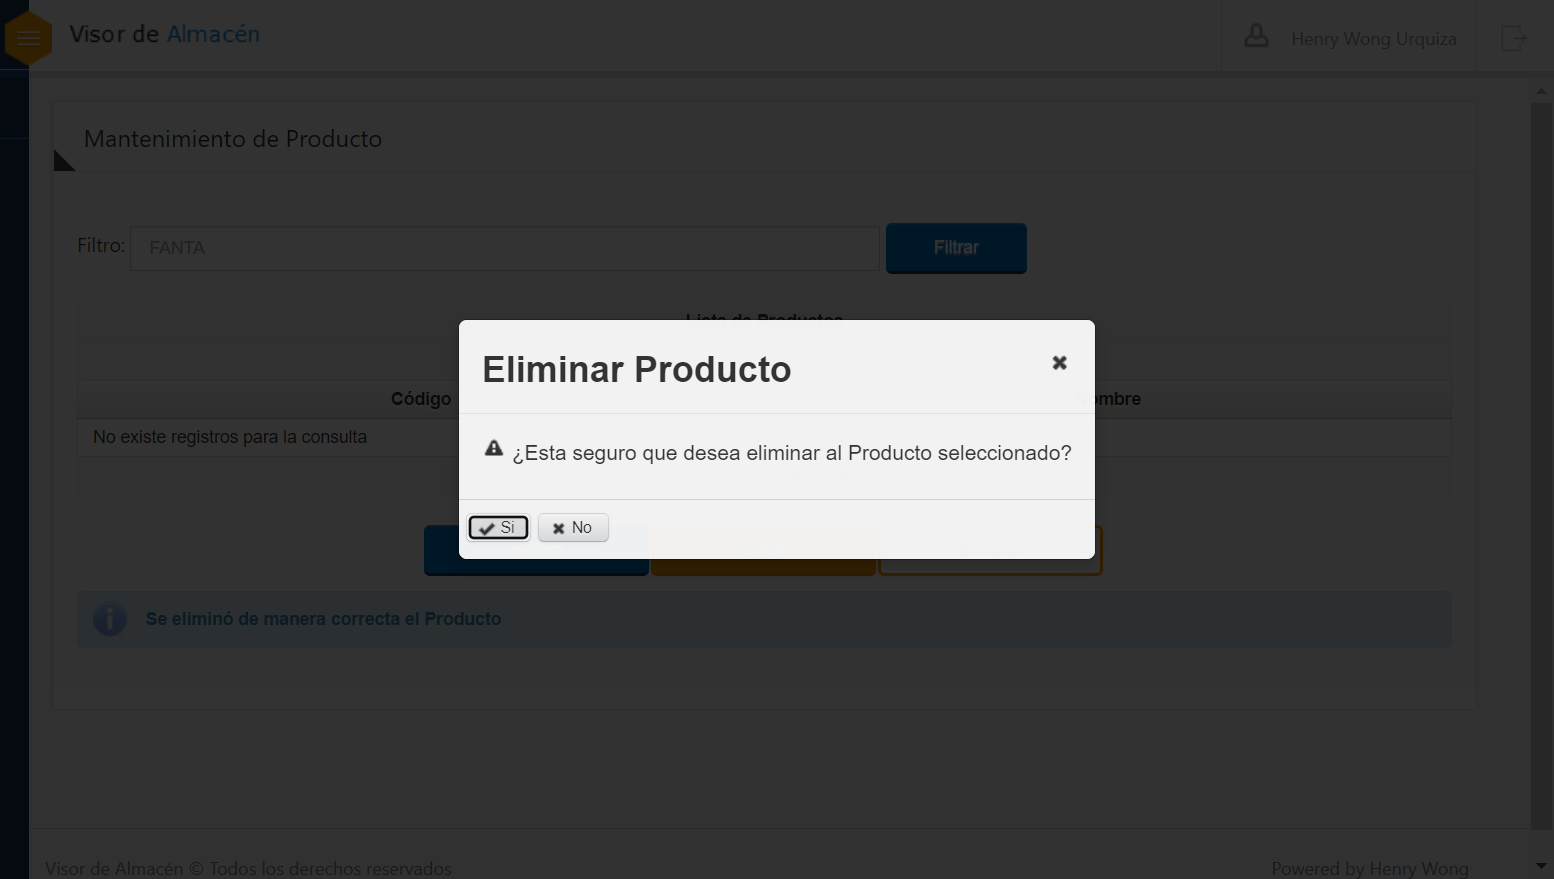 Visor de Almacén
Henry Wong Urquiza
Mantenimiento de Producto
Filtro:
FANTA
Filtrar
Lista de Productos
Eliminar Producto
Código
ombre
No existe registros para la consulta
¿Esta seguro que desea eliminar al Producto seleccionado?
Si
No
Se eliminó de manera correcta el Producto
Visor de Almacén © Todos los derechos reservados
Powered by Henry Wong